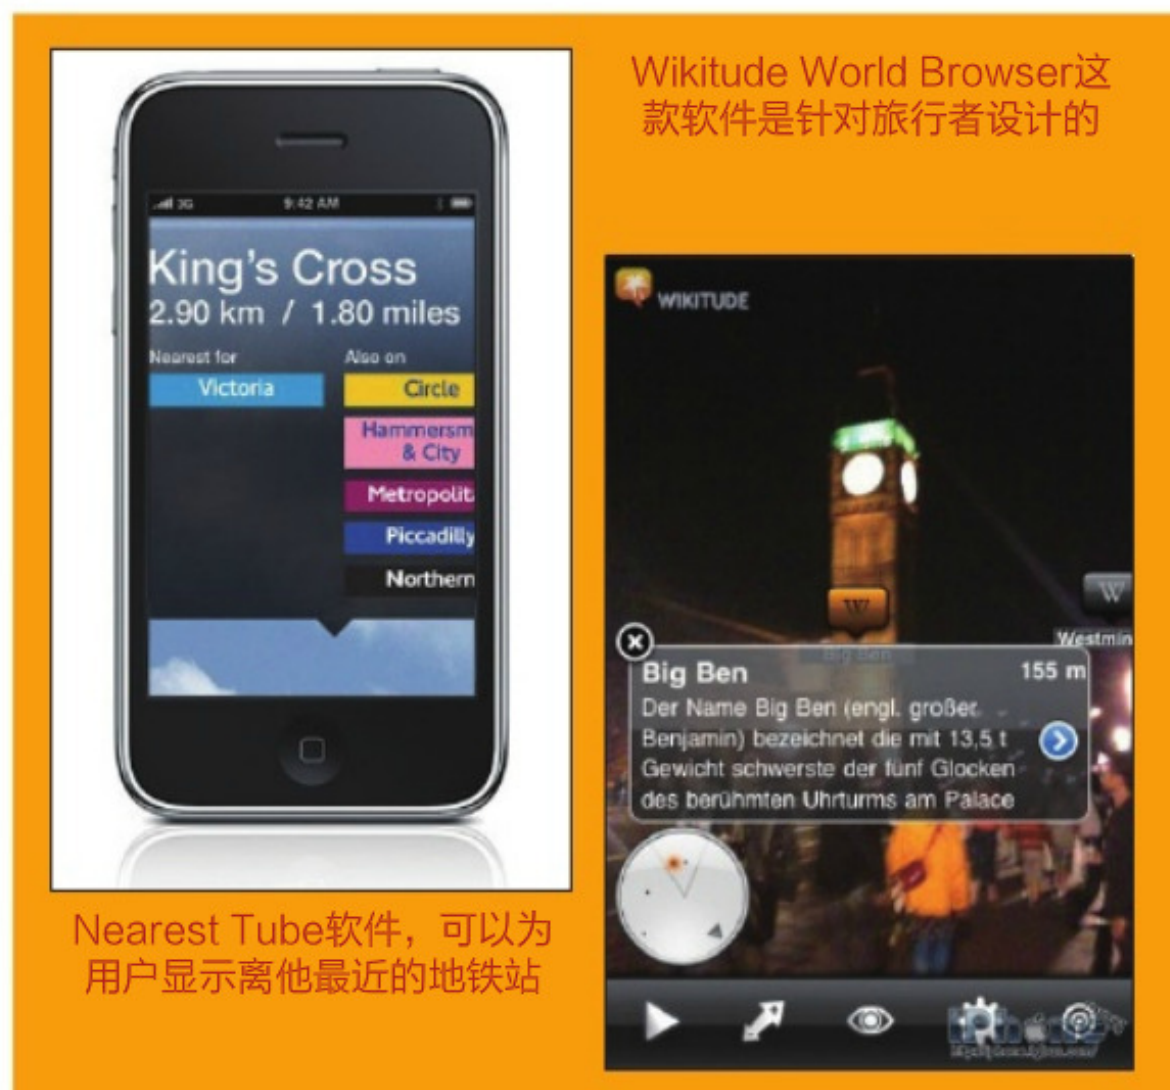 Wikitude World Browser这
款软件是针对旅行者设计的
3G 9:42 AM
King's Cross
2.90 km / 1.80 miles
Nearest for Also on
Victoria Circle
Hammersm
& City
Metropolit
Piccadilly
Northern
Nearest Tube软件，可以为
用户显示离他最近的地铁站
WIKITUDE
W
W
Westmin
Big Ben
Big Ben 155 m
Der Name Big Ben (engl. großer
Benjamin) bezeichnet die mit 13,5 t
Gewicht schwerste der fünf Glocken
des berühmten Uhrturms am Palace
iPhone